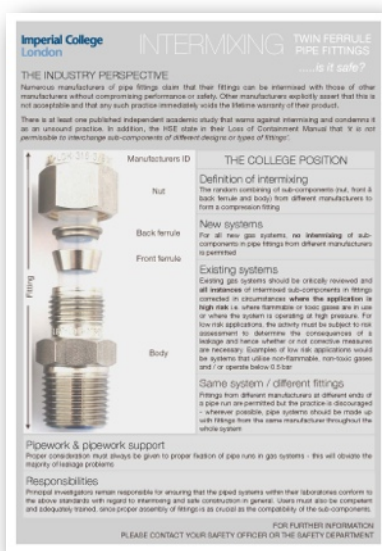 Imperial College
London
INTERMIXING
TWIN FERRULE
PIPE FITTINGS
.....is it safe?
THE INDUSTRY PERSPECTIVE
Numerous manufacturers of pipe fittings claim that their fittings can be intermixed with those of other
manufacturers without compromising performance or safety. Other manufacturers explicitly assert that this is
not acceptable and that any such practice immediately voids the lifetime warranty of their product.
There is at least one published independent academic study that warns against intermixing and condemns it
as an unsound practice. In addition, the HSE state in their Loss of Containment Manual that 'it is not
permissible to interchange sub-components of different designs or types of fittings'.
Manufacturers ID
Nut
Back ferrule
Front ferrule
Fitting
Body
THE COLLEGE POSITION
Definition of intermixing
The random combining of sub-components (nut, front &
back ferrule and body) from different manufacturers to
form a compression fitting
New systems
For all new gas systems, no intermixing of sub-
components in pipe fittings from different manufacturers
is permitted
Existing systems
Existing gas systems should be critically reviewed and
all instances of intermixed sub-components in fittings
corrected in circumstances where the application is
high risk i.e. where flammable or toxic gases are in use
or where the system is operating at high pressure. For
low risk applications, the activity must be subject to risk
assessment to determine the consequences of a
leakage and hence whether or not corrective measures
are necessary. Examples of low risk applications would
be systems that utilise non-flammable, non-toxic gases
and / or operate below 0.5 bar
Same system / different fittings
Fittings from different manufacturers at different ends of
a pipe run are permitted but the practice is discouraged
- wherever possible, pipe systems should be made up
with fittings from the same manufacturer throughout the
whole system
Pipework & pipework support
Proper consideration must always be given to proper fixation of pipe runs in gas systems - this will obviate the
majority of leakage problems
Responsibilities
Principal investigators remain responsible for ensuring that the piped systems within their laboratories conform to
the above standards with regard to intermixing and safe construction in general. Users must also be competent
and adequately trained, since proper assembly of fittings is as crucial as the compatibility of the sub-components.
FOR FURTHER INFORMATION
PLEASE CONTACT YOUR SAFETY OFFICER OR THE SAFETY DEPARTMENT